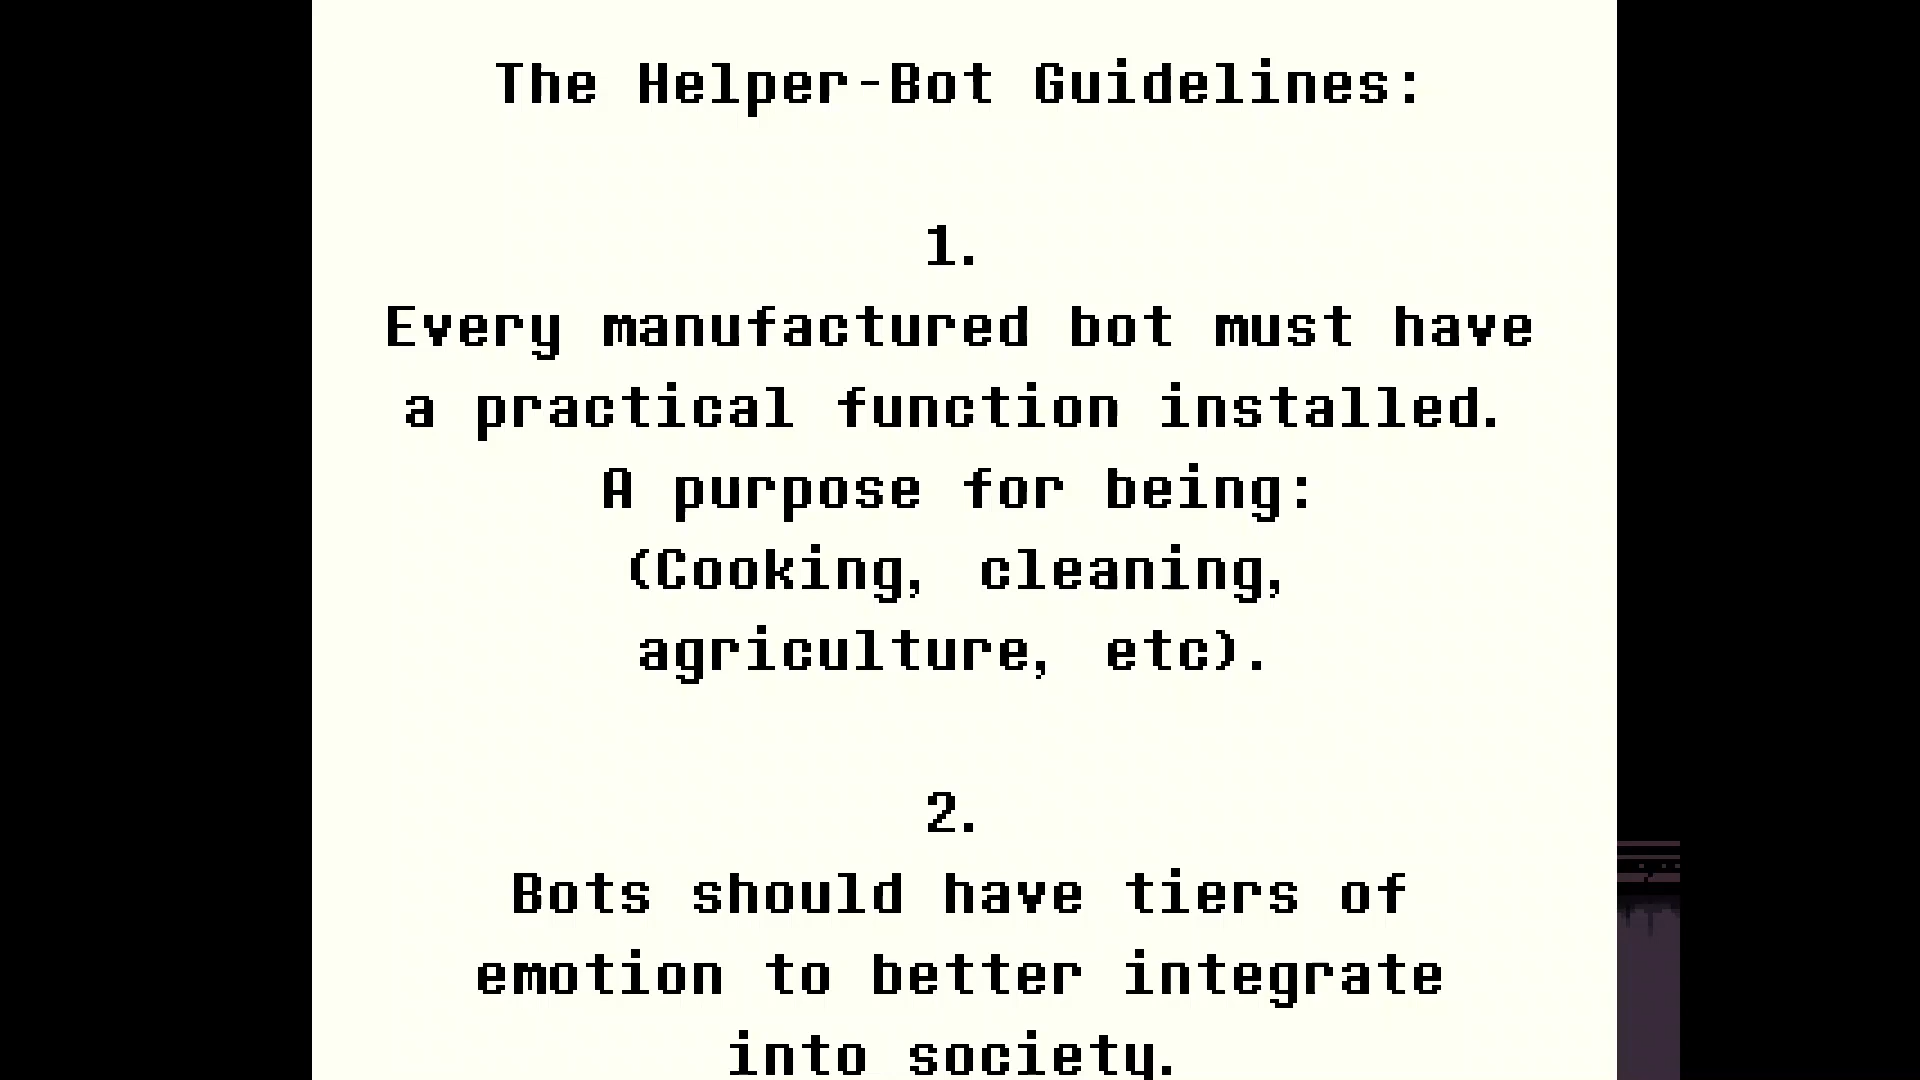 The Helper-Bot Guidelines:
1.
Every manufactured bot must have
a practical function installed.
A purpose for being:
(Cooking, cleaning,
agriculture, etc).
2.
Bots should have tiers of
emotion to better integrate
into society.